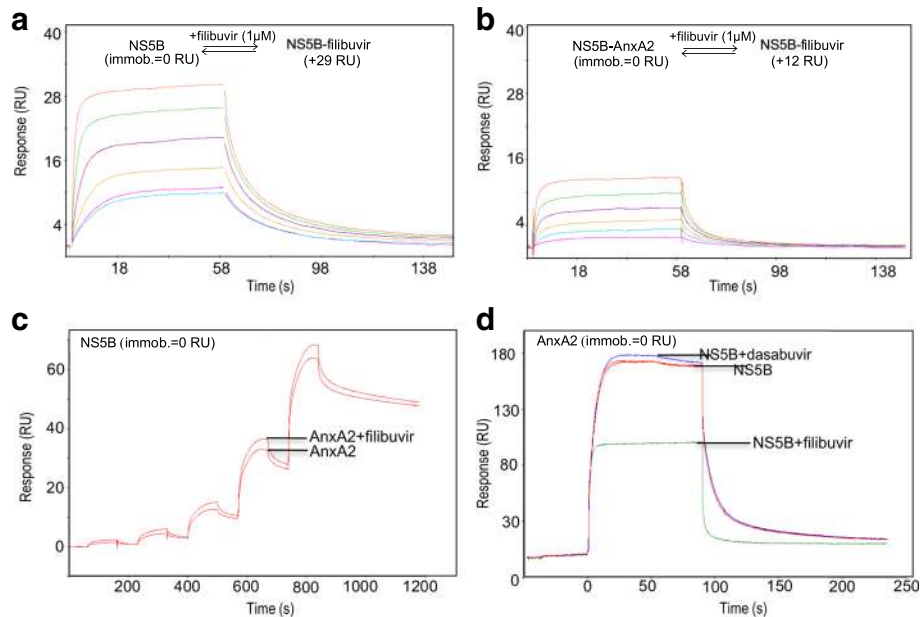 a
+filibuvir (1μM)
NS5B
NS5B-filibuvir
(immob.=0 RU)
(+29 RU)
Response (RU)
40
28
16
4
18
58
98
138
Time (s)
b
+filibuvir (1μM)
NS5B-AnxA2
NS5B-filibuvir
(immob.=0 RU)
(+12 RU)
Response (RU)
40
28
16
4
18
58
98
138
Time (s)
c
NS5B (immob.=0 RU)
Response (RU)
60
40
20
0
AnxA2+filibuvir
AnxA2
200
400
600
800
1000
1200
Time (s)
d
AnxA2 (immob.=0 RU)
Response (RU)
180
130
80
30
0
NS5B+dasabuvir
NS5B
NS5B+filibuvir
0
50
100
150
200
250
Time (s)